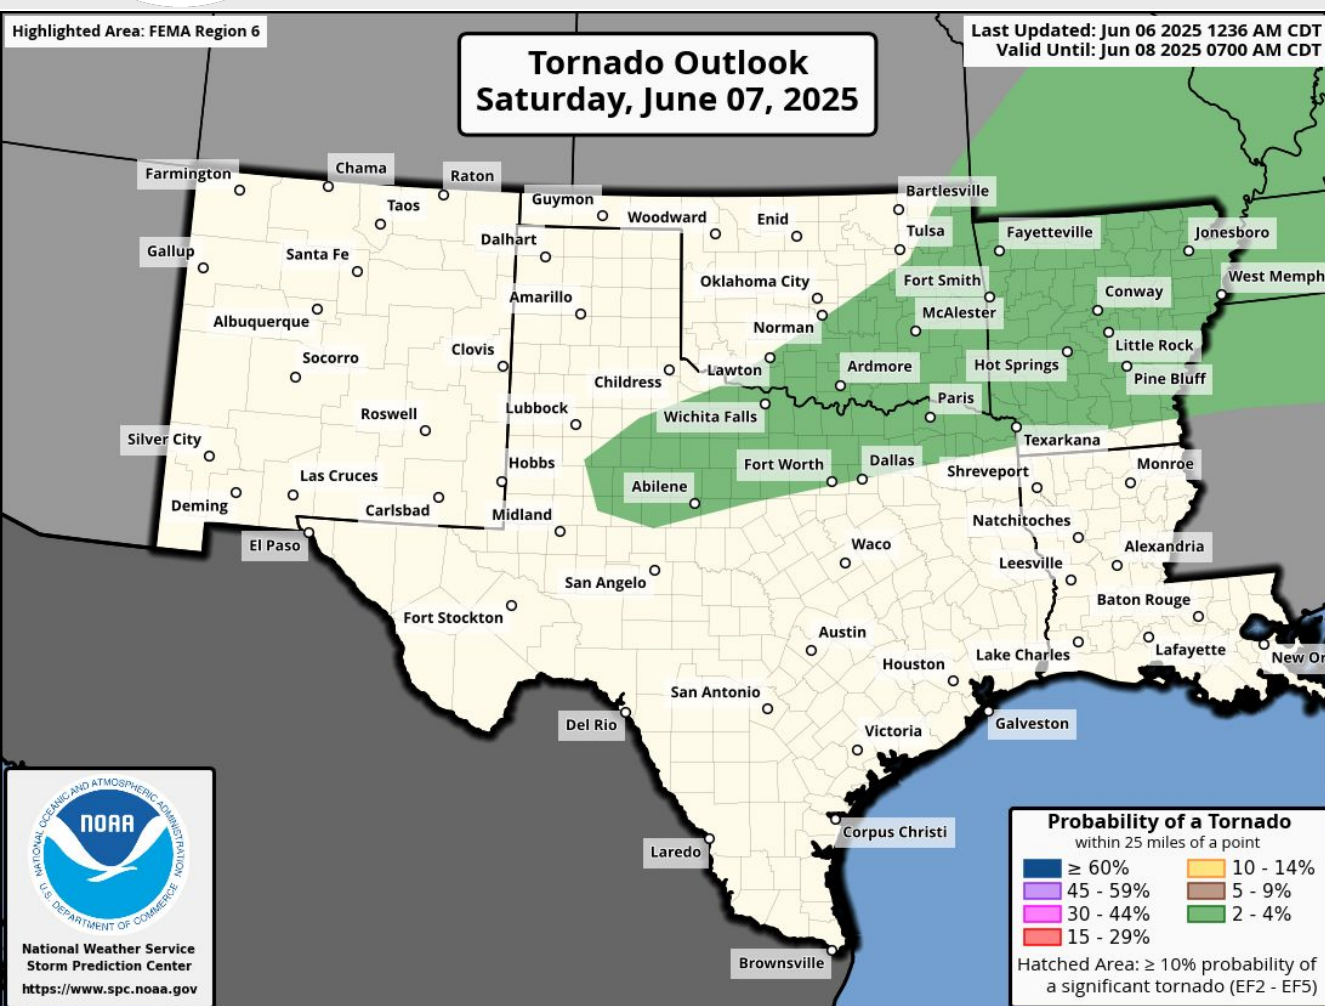 Highlighted Area: FEMA Region 6
Last Updated: Jun 06 2025 1236 AM CDT
Valid Until: Jun 08 2025 0700 AM CDT
Tornado Outlook
Saturday, June 07, 2025
Farmington
Chama
Raton
Taos
Guymon
Woodward
Enid
Bartlesville
Tulsa
Fayetteville
Jonesboro
Gallup
Santa Fe
Dalhart
Oklahoma City
Fort Smith
Conway
West Memph
Albuquerque
Amarillo
Norman
McAlester
Little Rock
Socorro
Clovis
Childress
Lawton
Ardmore
Hot Springs
Pine Bluff
Roswell
Lubbock
Wichita Falls
Paris
Texarkana
Silver City
Las Cruces
Hobbs
Abilene
Fort Worth
Dallas
Shreveport
Monroe
Deming
Carlsbad
Midland
Natchitoches
El Paso
San Angelo
Waco
Leesville
Alexandria
Fort Stockton
Baton Rouge
Austin
Houston
Lake Charles
Lafayette
New Or
San Antonio
Del Rio
Victoria
Galveston
Corpus Christi
Laredo
Brownsville
NATIONAL OCEANIC AND ATMOSPHERIC ADMINISTRATION
NOAA
U.S. DEPARTMENT OF COMMERCE
National Weather Service
Storm Prediction Center
https://www.spc.noaa.gov
Probability of a Tornado
within 25 miles of a point
≥ 60%
10 - 14%
45 - 59%
5 - 9%
30 - 44%
2 - 4%
15 - 29%
Hatched Area: ≥ 10% probability of
a significant tornado (EF2 - EF5)